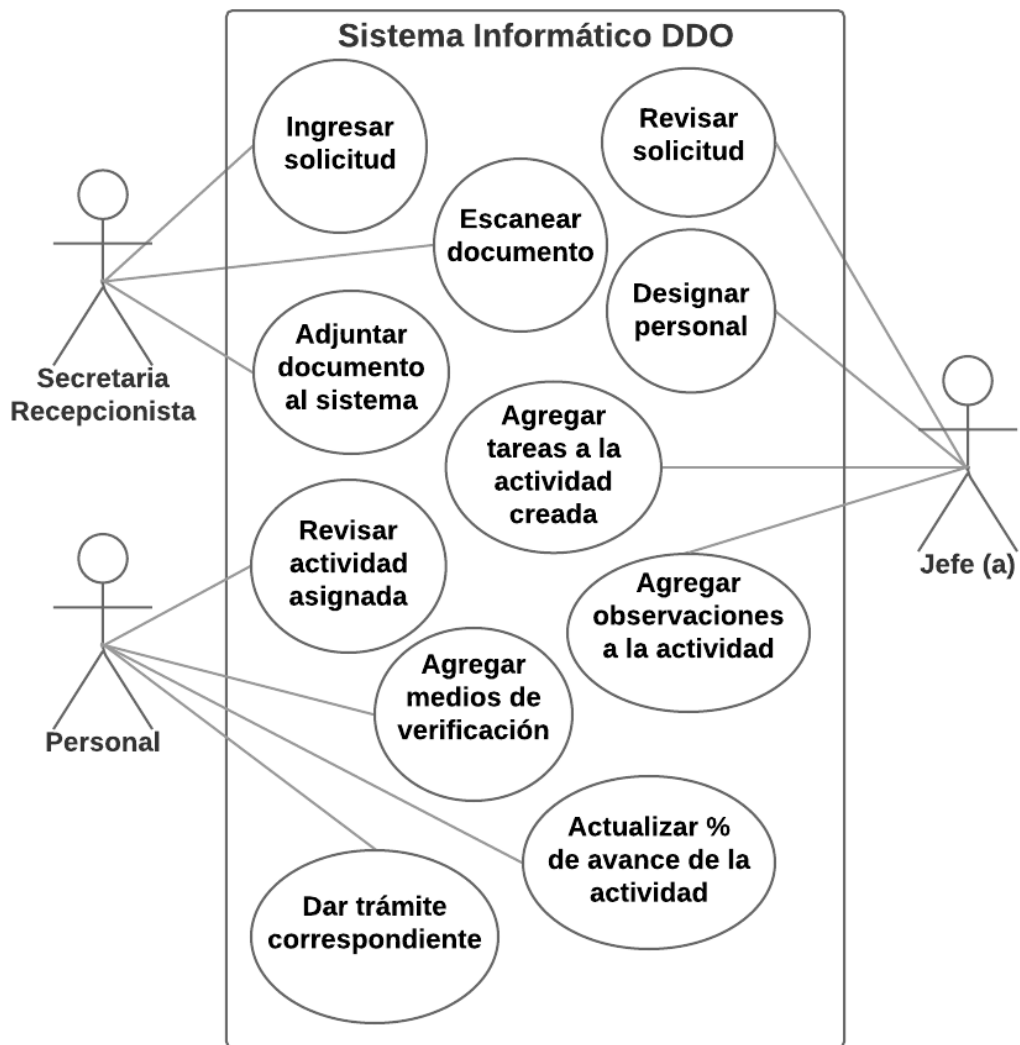 Sistema Informático DDO
Ingresar
solicitud
Revisar
solicitud
Escanear
documento
Designar
personal
Adjuntar
documento
al sistema
Secretaria
Recepcionista
Agregar
tareas a la
actividad
creada
Revisar
actividad
asignada
Jefe (a)
Agregar
observaciones
a la actividad
Agregar
medios de
verificación
Personal
Actualizar %
de avance de la
actividad
Dar trámite
correspondiente